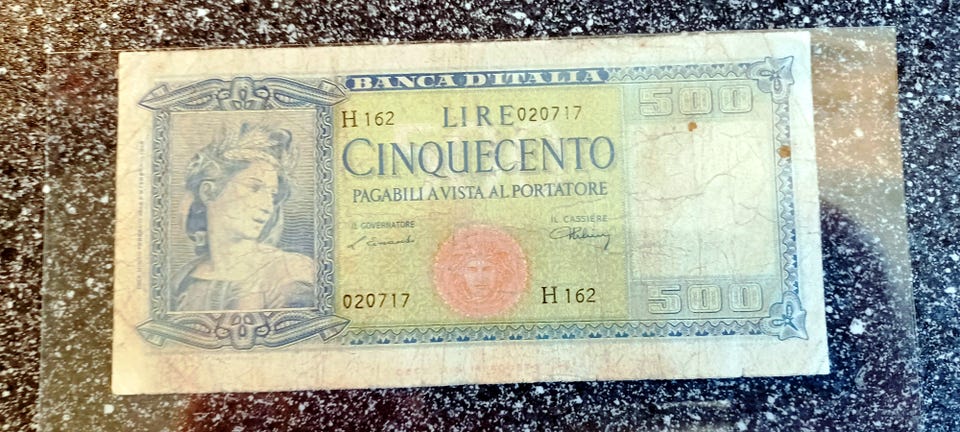 BANCA D'ITALIA
500
H 162
LIRE 020717
CINQUECENTO
PAGABILI A VISTA AL PORTATORE
IL GOVERNATORE
IL CASSIERE
020717
H 162
500